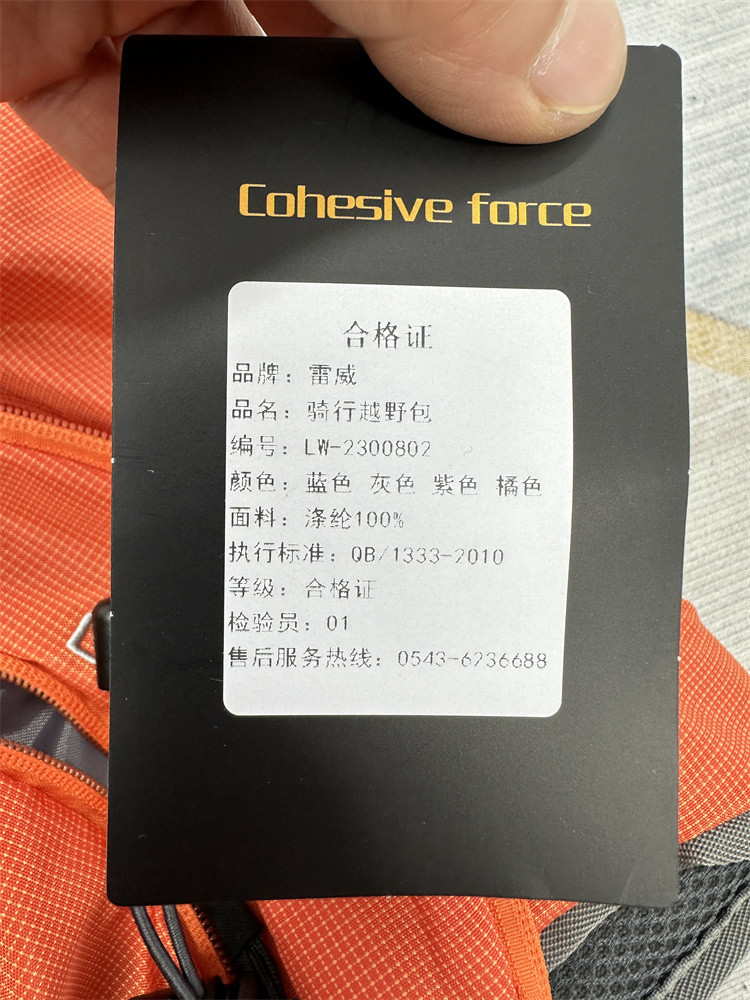 Cohesive force
合格证
品牌：雷威
品名：骑行越野包
编号：LW-2300802
颜色：蓝色 灰色 紫色 橘色
面料：涤纶100%
执行标准：QB/1333-2010
等级：合格证
检验员：01
售后服务热线：0543-6236688